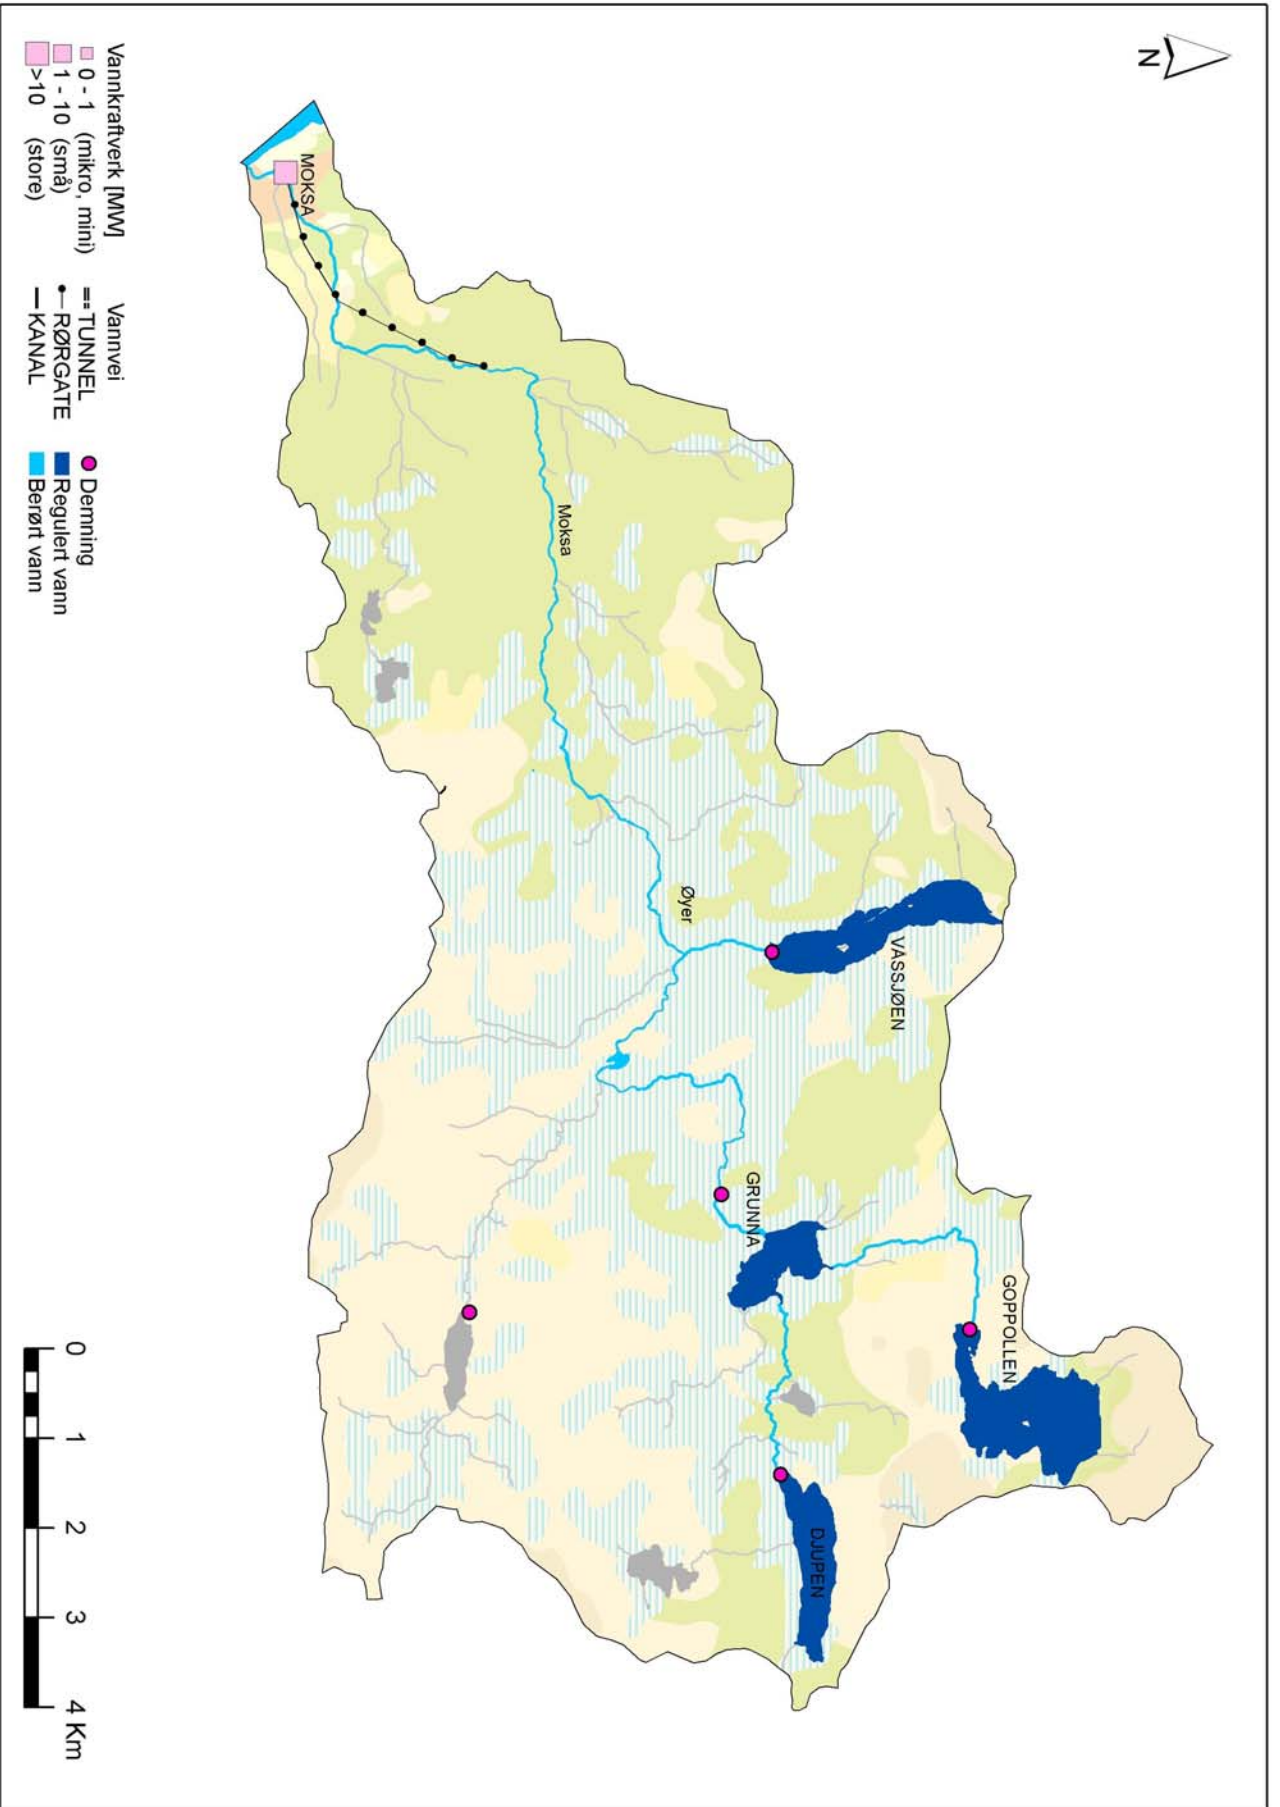 N
VASSJØEN
GOPPOLLEN
GRUNNA
DJUPEN
Øyer
Moksa
MOKSA
Vannkraftverk [MW]
0 - 1 (mikro, mini)
1 - 10 (små)
>10 (store)
Vannvei
TUNNEL
RØRGATE
KANAL
Demning
Regulert vann
Berørt vann
0 1 2 3 4 Km